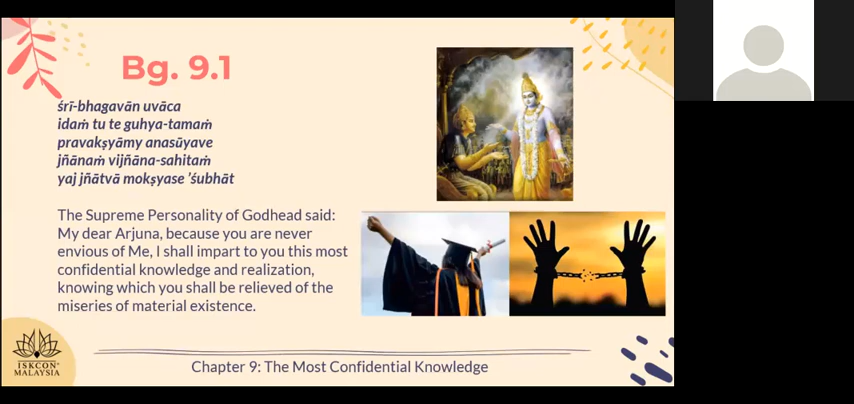 Bg. 9.1
śrī-bhagavān uvāca
idaṁ tu te guhya-tamaṁ
pravakṣyāmy anasūyave
jñānaṁ vijñāna-sahitaṁ
yaj jñātvā mokṣyase 'śubhāt
The Supreme Personality of Godhead said:
My dear Arjuna, because you are never
envious of Me, I shall impart to you this most
confidential knowledge and realization,
knowing which you shall be relieved of the
miseries of material existence.
ISKCON
MALAYSIA
Chapter 9: The Most Confidential Knowledge